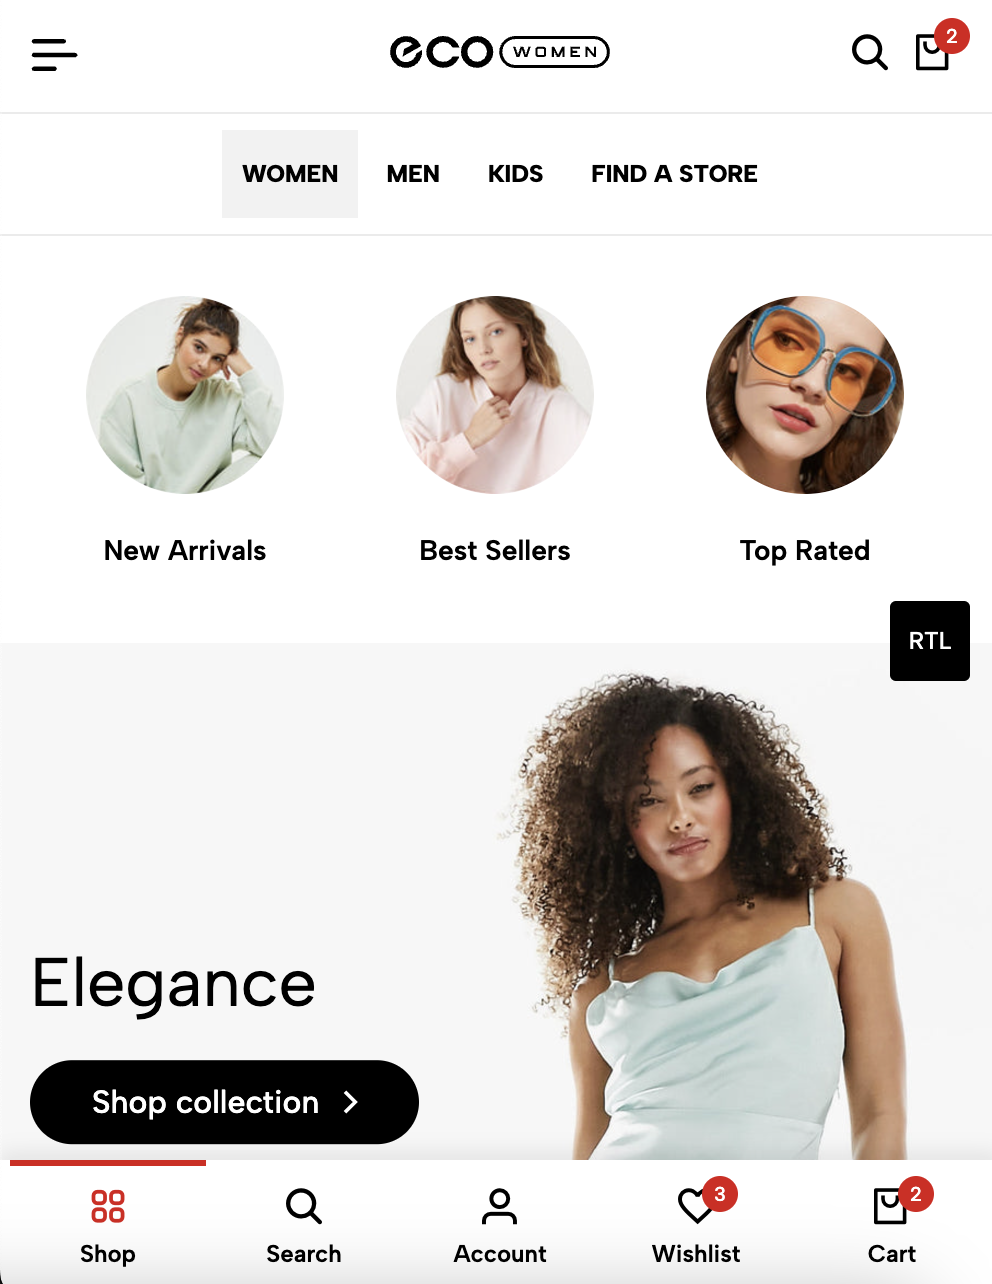 eco WOMEN
2
WOMEN MEN KIDS FIND A STORE
New Arrivals Best Sellers Top Rated
RTL
Elegance
Shop collection
3 2
Shop Search Account Wishlist Cart